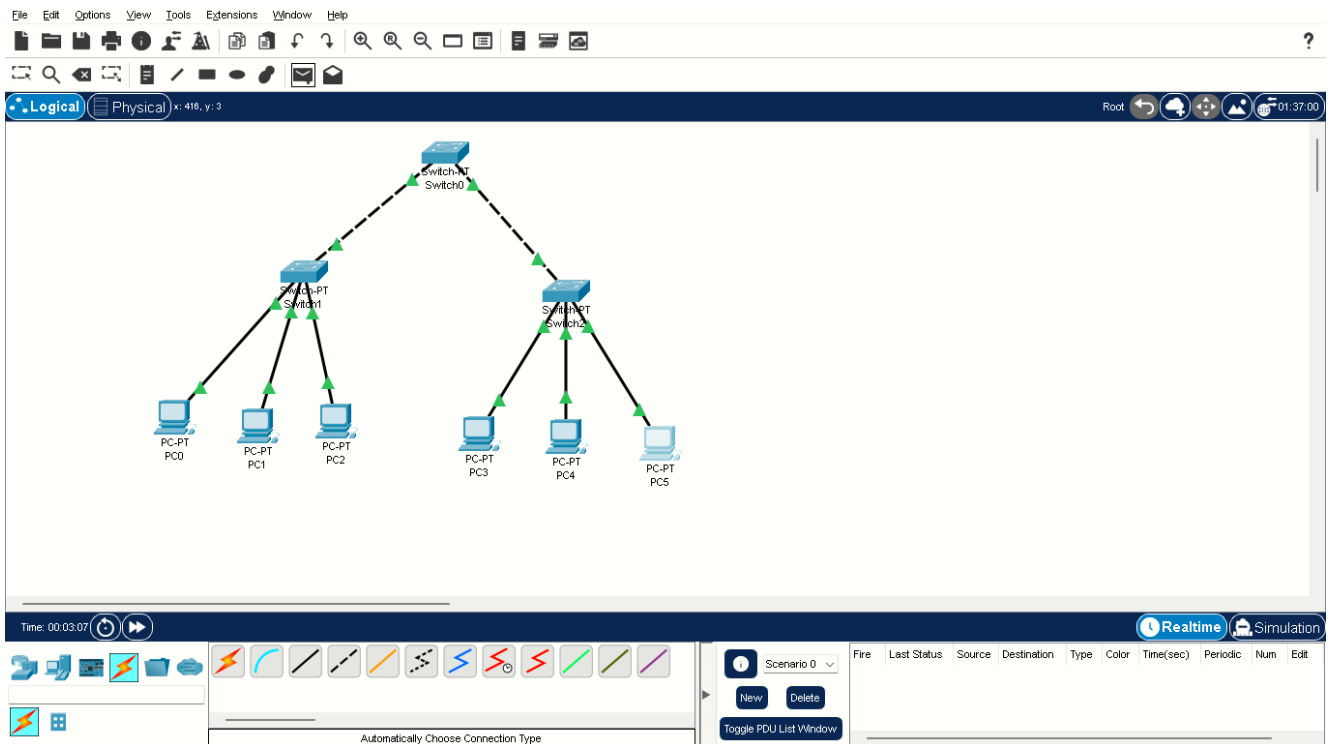 File Edit Options View Tools Extensions Window Help
?
Logical Physical x: 416, y: 3 Root 01:37:00
Switch-PT
Switch0
Switch-PT
Switch1
Switch-PT
Switch2
PC-PT
PC0
PC-PT
PC1
PC-PT
PC2
PC-PT
PC3
PC-PT
PC4
PC-PT
PC5
Time: 00:03:07 Realtime Simulation
Scenario 0
New Delete
Toggle PDU List Window
Fire Last Status Source Destination Type Color Time(sec) Periodic Num Edit
Automatically Choose Connection Type